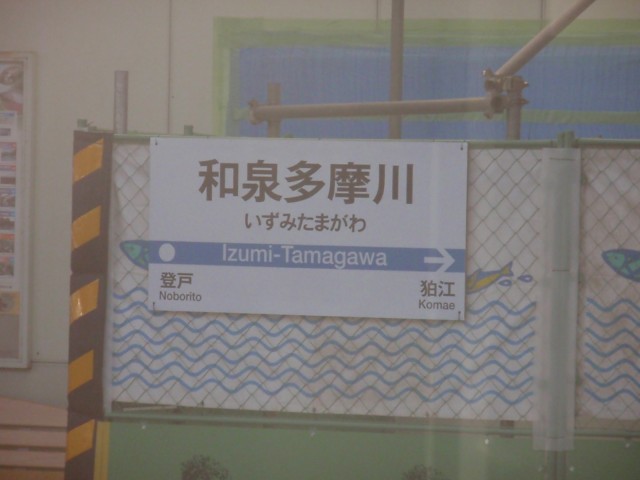 和泉多摩川
いずみたまがわ
Izumi-Tamagawa
登戸
Noborito
狛江
Komae